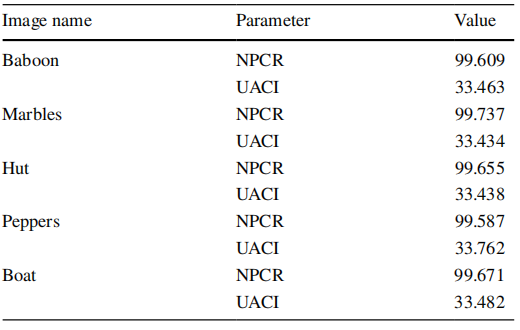 Image name Parameter Value
Baboon NPCR 99.609
UACI 33.463
Marbles NPCR 99.737
UACI 33.434
Hut NPCR 99.655
UACI 33.438
Peppers NPCR 99.587
UACI 33.762
Boat NPCR 99.671
UACI 33.482